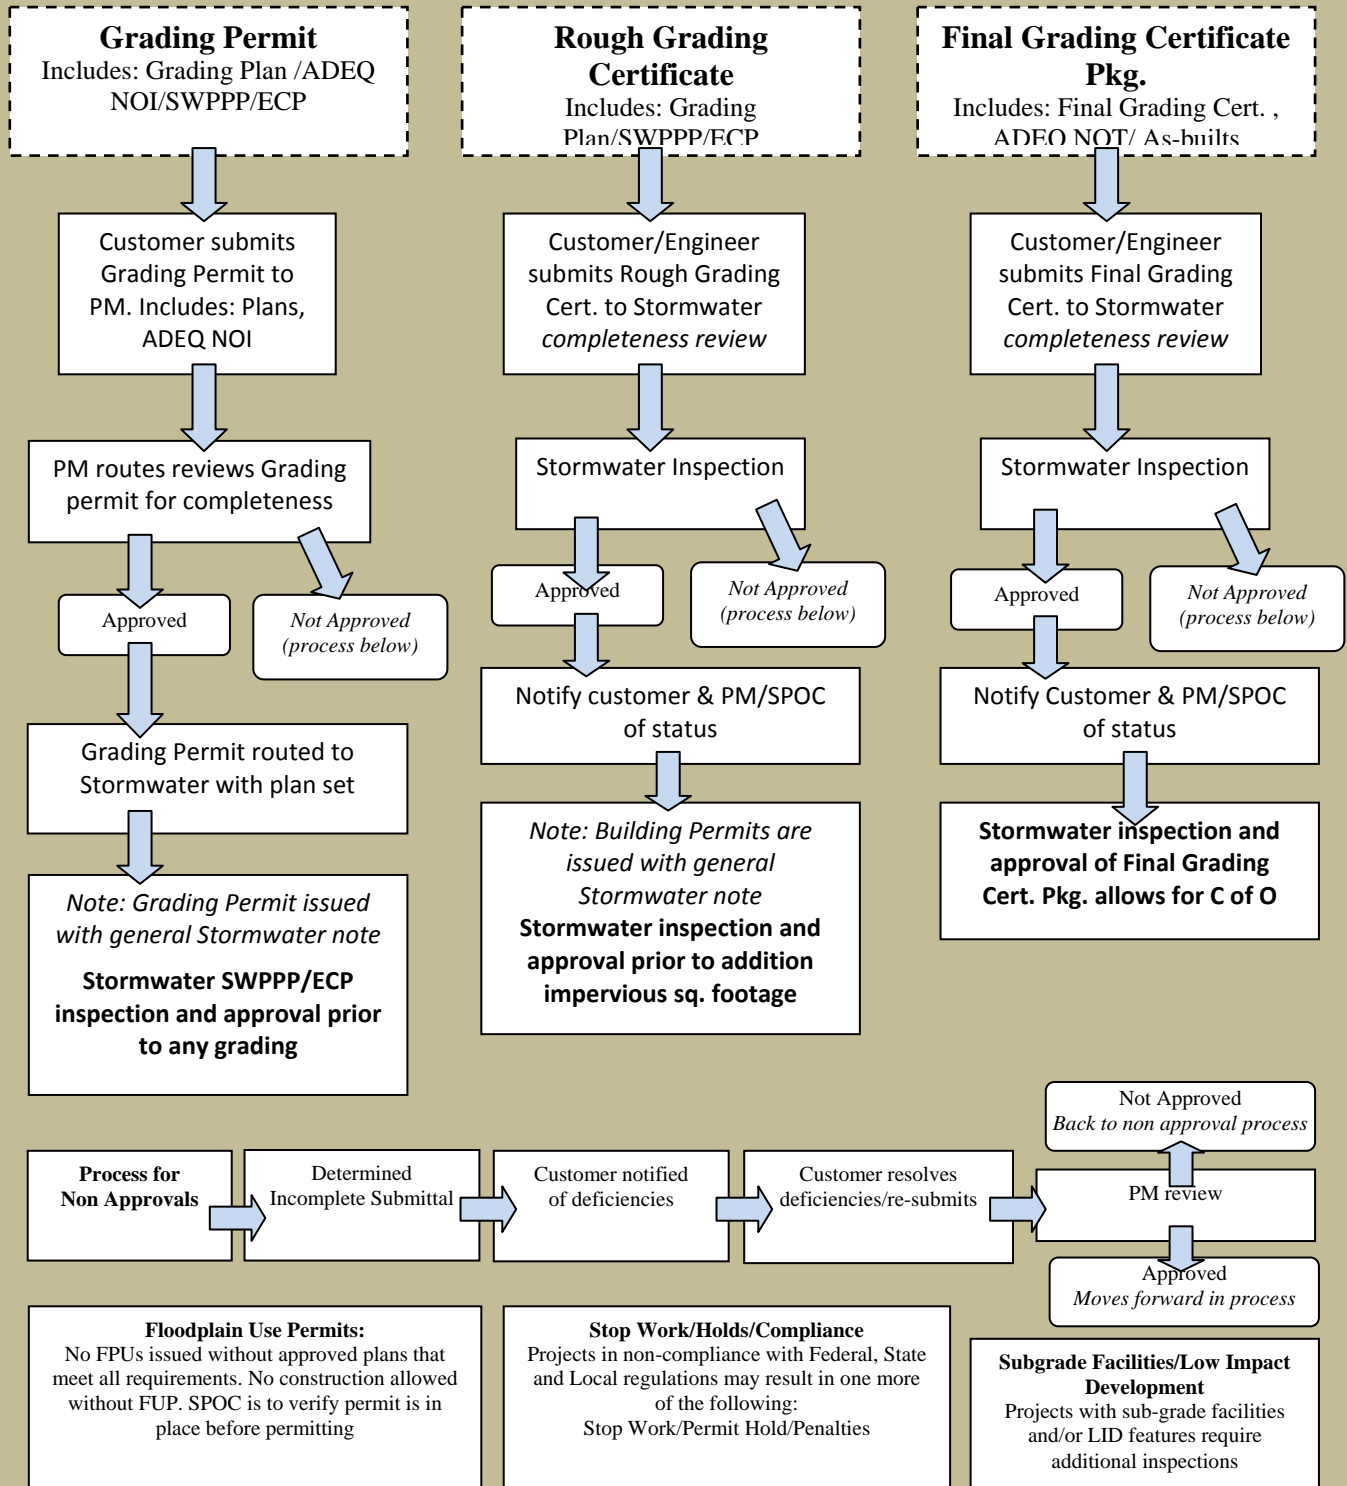 Grading Permit
Includes: Grading Plan /ADEQ
NOI/SWPPP/ECP
Customer submits
Grading Permit to
PM. Includes: Plans,
ADEQ NOI
PM routes reviews Grading
permit for completeness
Approved
Not Approved
(process below)
Grading Permit routed to
Stormwater with plan set
Note: Grading Permit issued
with general Stormwater note
Stormwater SWPPP/ECP
inspection and approval prior
to any grading
Rough Grading
Certificate
Includes: Grading
Plan/SWPPP/ECP
Customer/Engineer
submits Rough Grading
Cert. to Stormwater
completeness review
Stormwater Inspection
Approved
Not Approved
(process below)
Notify customer & PM/SPOC
of status
Note: Building Permits are
issued with general
Stormwater note
Stormwater inspection and
approval prior to addition
impervious sq. footage
Final Grading Certificate
Pkg.
Includes: Final Grading Cert. ,
ADEQ NOT/ As-builts
Customer/Engineer
submits Final Grading
Cert. to Stormwater
completeness review
Stormwater Inspection
Approved
Not Approved
(process below)
Notify Customer & PM/SPOC
of status
Stormwater inspection and
approval of Final Grading
Cert. Pkg. allows for C of O
Process for
Non Approvals
Determined
Incomplete Submittal
Customer notified
of deficiencies
Customer resolves
deficiencies/re-submits
Not Approved
Back to non approval process
PM review
Approved
Moves forward in process
Floodplain Use Permits:
No FPUs issued without approved plans that
meet all requirements. No construction allowed
without FUP. SPOC is to verify permit is in
place before permitting
Stop Work/Holds/Compliance
Projects in non-compliance with Federal, State
and Local regulations may result in one more
of the following:
Stop Work/Permit Hold/Penalties
Subgrade Facilities/Low Impact
Development
Projects with sub-grade facilities
and/or LID features require
additional inspections